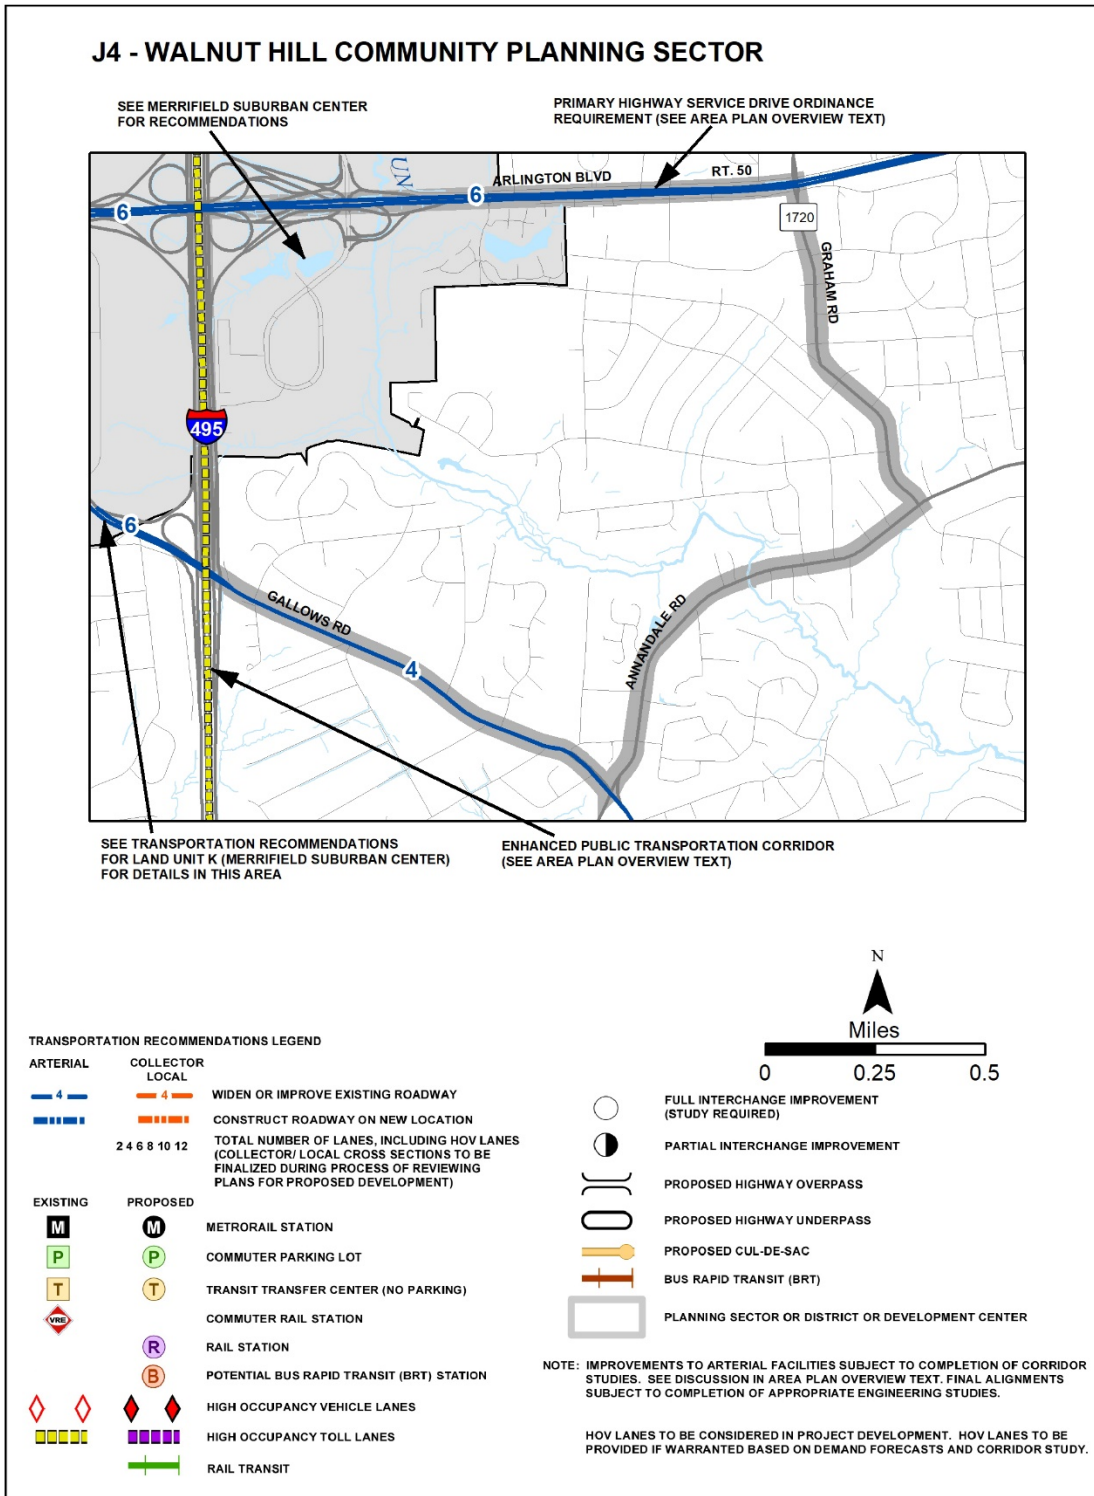 J4 - WALNUT HILL COMMUNITY PLANNING SECTOR
SEE MERRIFIELD SUBURBAN CENTER
FOR RECOMMENDATIONS
PRIMARY HIGHWAY SERVICE DRIVE ORDINANCE
REQUIREMENT (SEE AREA PLAN OVERVIEW TEXT)
UN
ARLINGTON BLVD
RT. 50
6
6
1720
GRAHAM RD
495
6
GALLOWS RD
4
ANNANDALE RD
SEE TRANSPORTATION RECOMMENDATIONS
FOR LAND UNIT K (MERRIFIELD SUBURBAN CENTER)
FOR DETAILS IN THIS AREA
ENHANCED PUBLIC TRANSPORTATION CORRIDOR
(SEE AREA PLAN OVERVIEW TEXT)
N
Miles
0 0.25 0.5
TRANSPORTATION RECOMMENDATIONS LEGEND
ARTERIAL
COLLECTOR
LOCAL
4 4 WIDEN OR IMPROVE EXISTING ROADWAY
CONSTRUCT ROADWAY ON NEW LOCATION
2 4 6 8 10 12 TOTAL NUMBER OF LANES, INCLUDING HOV LANES
(COLLECTOR/ LOCAL CROSS SECTIONS TO BE
FINALIZED DURING PROCESS OF REVIEWING
PLANS FOR PROPOSED DEVELOPMENT)
EXISTING PROPOSED
M M METRORAIL STATION
P P COMMUTER PARKING LOT
T T TRANSIT TRANSFER CENTER (NO PARKING)
VRE COMMUTER RAIL STATION
R RAIL STATION
B POTENTIAL BUS RAPID TRANSIT (BRT) STATION
HIGH OCCUPANCY VEHICLE LANES
HIGH OCCUPANCY TOLL LANES
RAIL TRANSIT
FULL INTERCHANGE IMPROVEMENT
(STUDY REQUIRED)
PARTIAL INTERCHANGE IMPROVEMENT
PROPOSED HIGHWAY OVERPASS
PROPOSED HIGHWAY UNDERPASS
PROPOSED CUL-DE-SAC
BUS RAPID TRANSIT (BRT)
PLANNING SECTOR OR DISTRICT OR DEVELOPMENT CENTER
NOTE: IMPROVEMENTS TO ARTERIAL FACILITIES SUBJECT TO COMPLETION OF CORRIDOR
STUDIES. SEE DISCUSSION IN AREA PLAN OVERVIEW TEXT. FINAL ALIGNMENTS
SUBJECT TO COMPLETION OF APPROPRIATE ENGINEERING STUDIES.
HOV LANES TO BE CONSIDERED IN PROJECT DEVELOPMENT. HOV LANES TO BE
PROVIDED IF WARRANTED BASED ON DEMAND FORECASTS AND CORRIDOR STUDY.